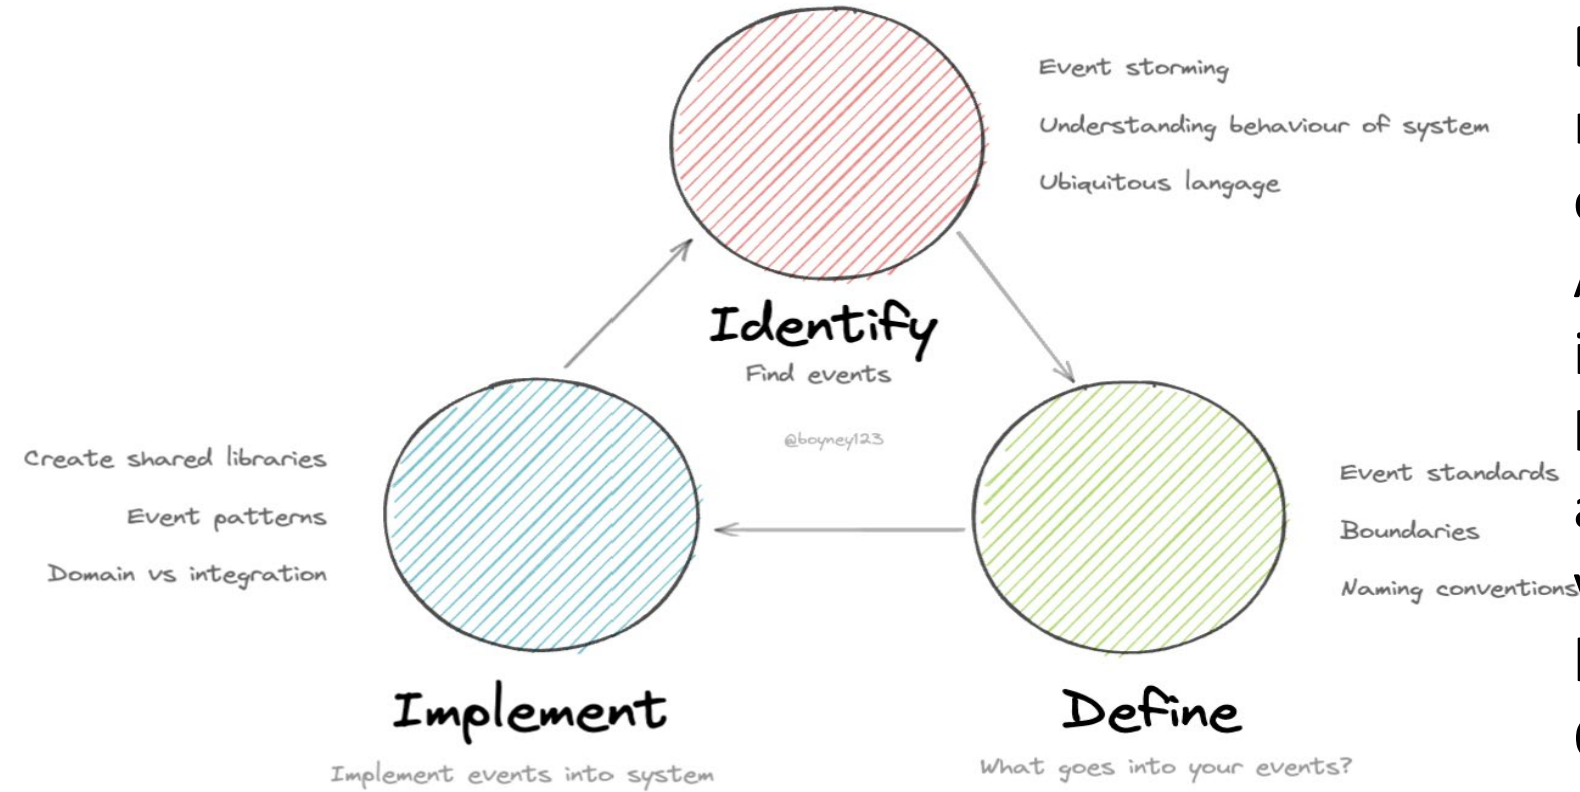 Event storming
Understanding behaviour of system
Ubiquitous langage
Identify
Find events
@boyney123
Create shared libraries
Event patterns
Domain vs integration
Event standards
Boundaries
Naming conventions
Implement
Implement events into system
Define
What goes into your events?